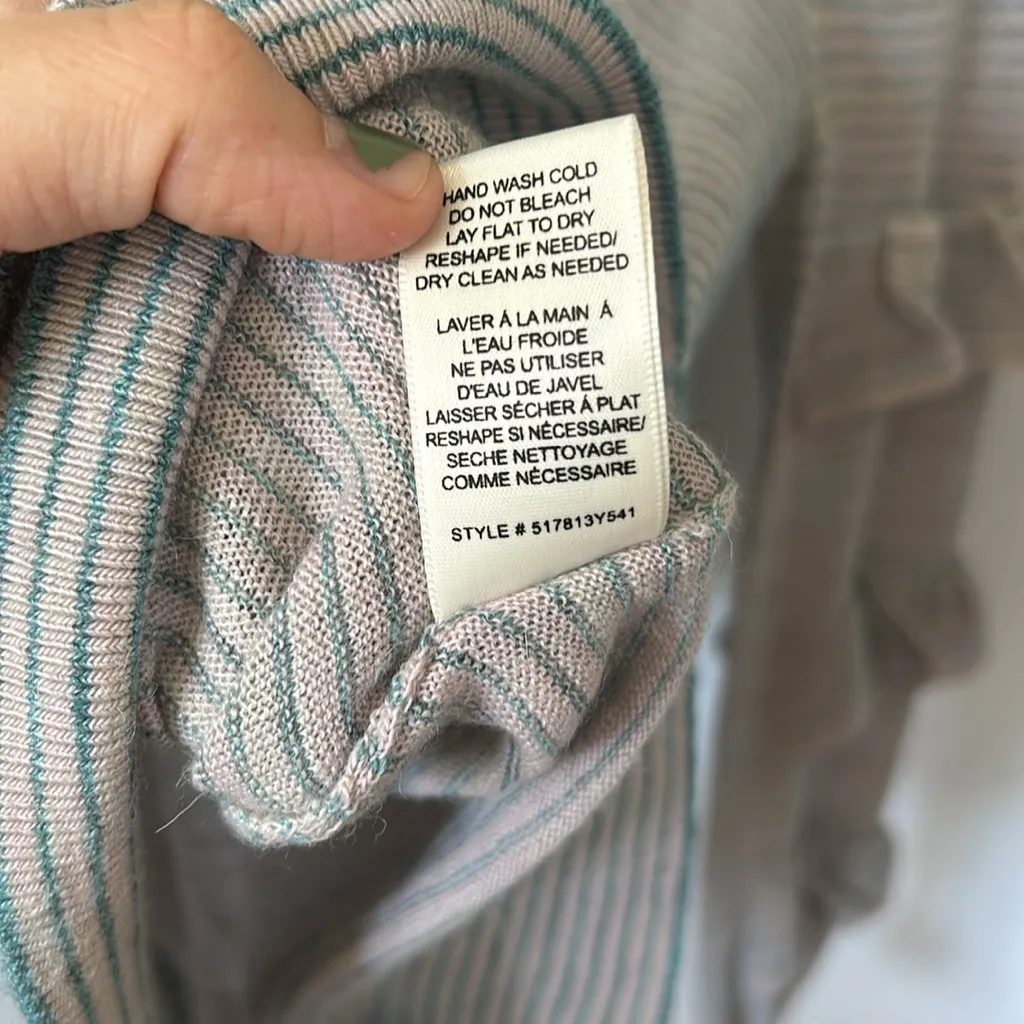 HAND WASH COLD
DO NOT BLEACH
LAY FLAT TO DRY
RESHAPE IF NEEDED/
DRY CLEAN AS NEEDED
LAVER Á LA MAIN Á
L'EAU FROIDE
NE PAS UTILISER
D'EAU DE JAVEL
LAISSER SÉCHER Á PLAT
RESHAPE SI NÉCESSAIRE/
SECHE NETTOYAGE
COMME NÉCESSAIRE
STYLE # 517813Y541